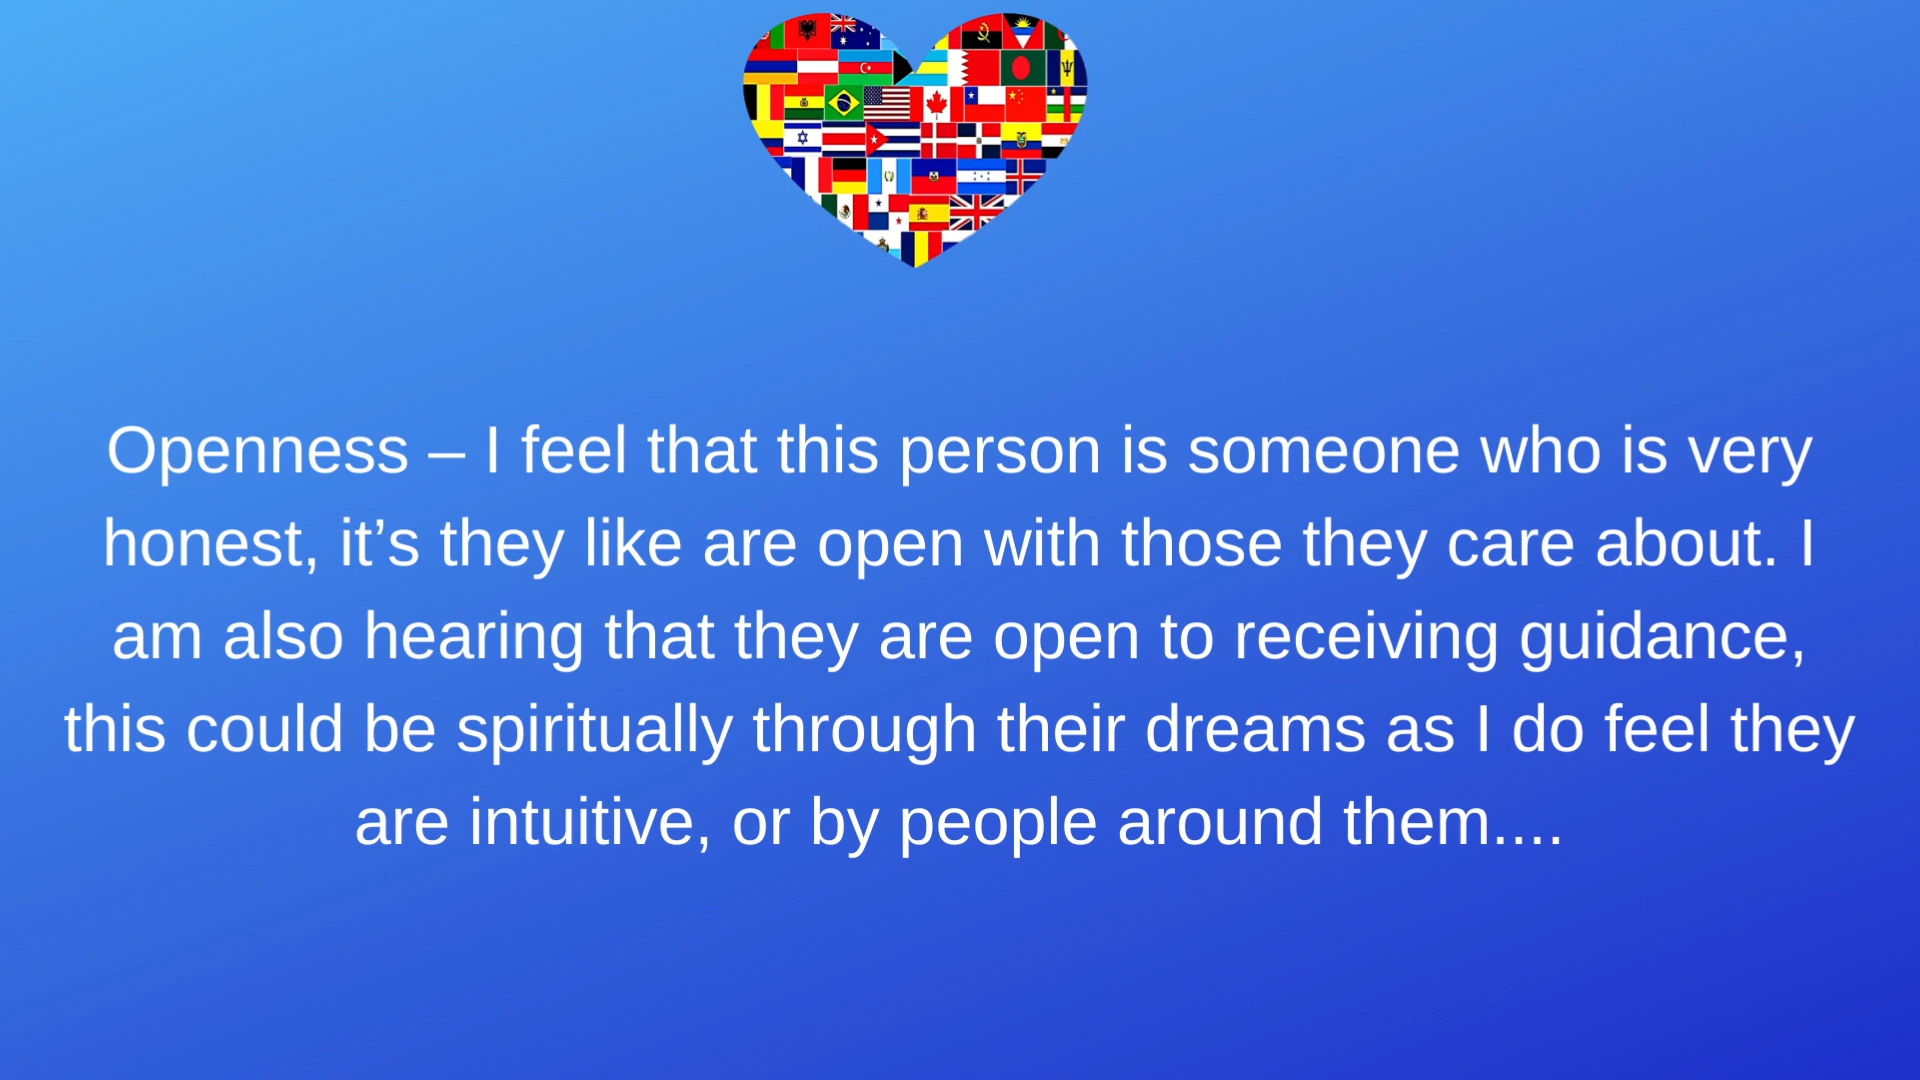 Openness – I feel that this person is someone who is very
honest, it’s they like are open with those they care about. I
am also hearing that they are open to receiving guidance,
this could be spiritually through their dreams as I do feel they
are intuitive, or by people around them....